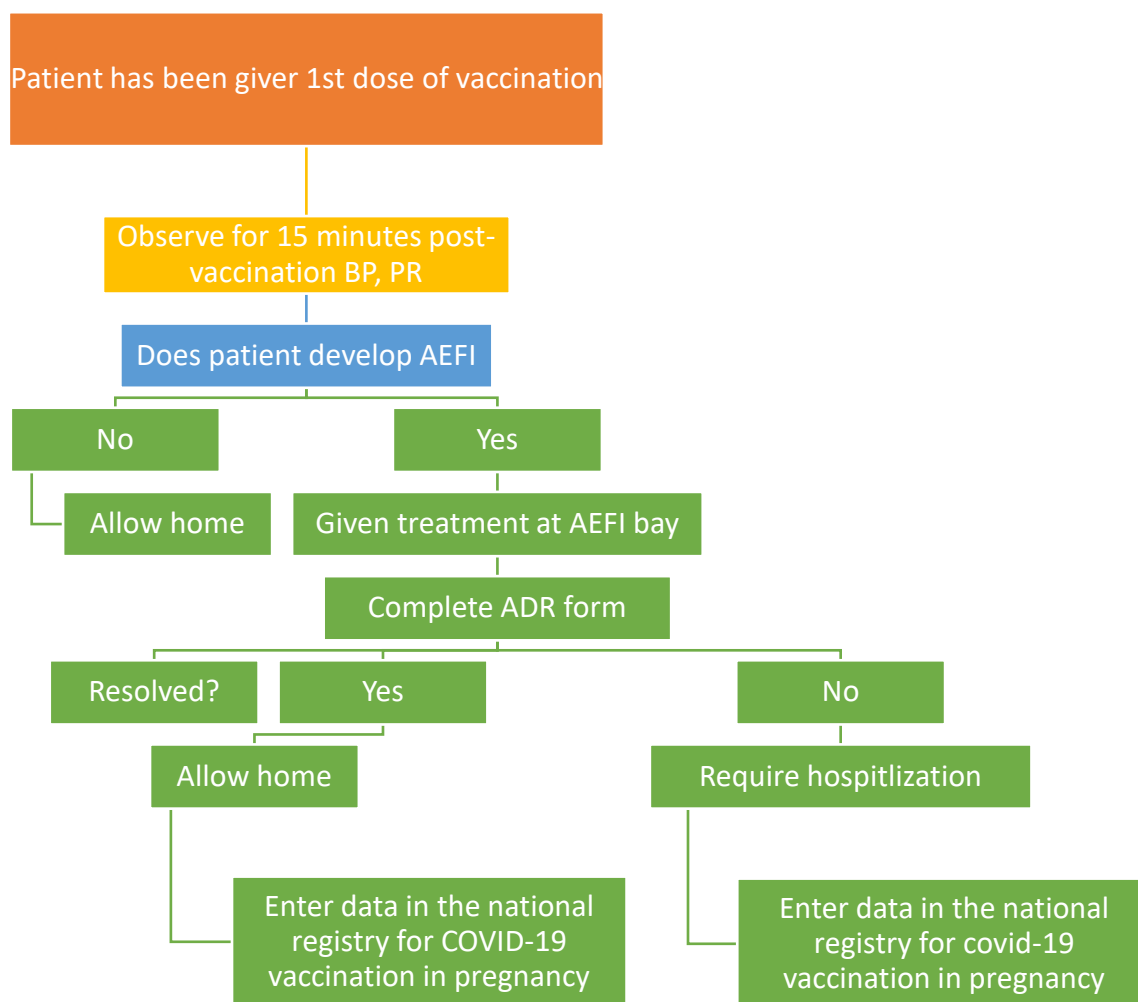 Patient has been giver 1st dose of vaccination
Observe for 15 minutes post-
vaccination BP, PR
Does patient develop AEFI
No
Yes
Allow home
Given treatment at AEFI bay
Complete ADR form
Resolved?
Yes
No
Allow home
Require hospitlization
Enter data in the national
registry for COVID-19
vaccination in pregnancy
Enter data in the national
registry for covid-19
vaccination in pregnancy